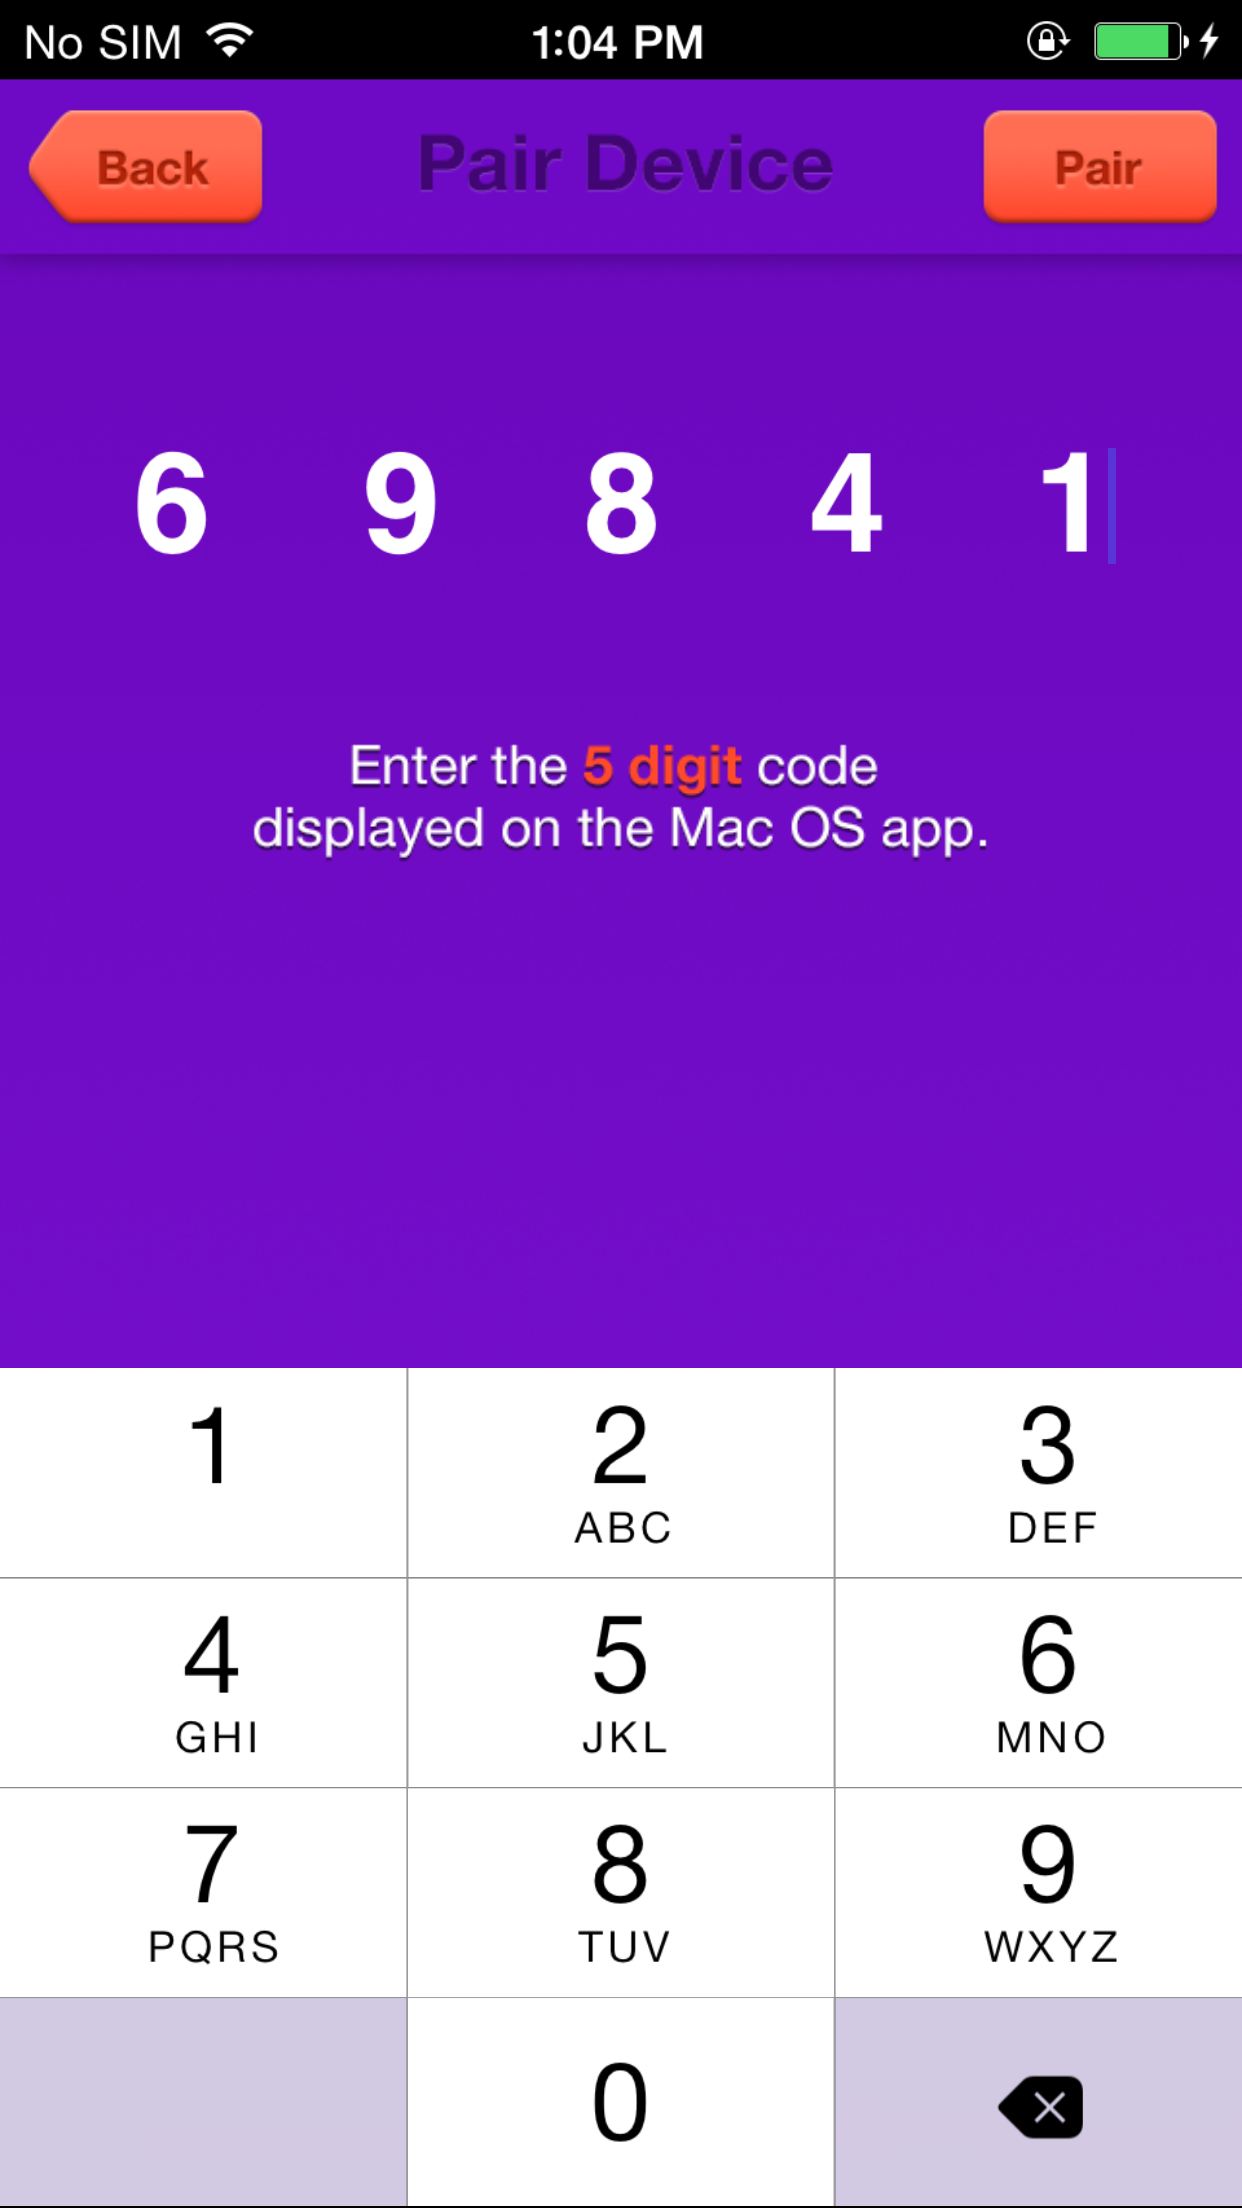 No SIM 1:04 PM
Back Pair Device Pair
6 9 8 4 1
Enter the 5 digit code
displayed on the Mac OS app.
1 2 3
ABC DEF
4 5 6
GHI JKL MNO
7 8 9
PQRS TUV WXYZ
0